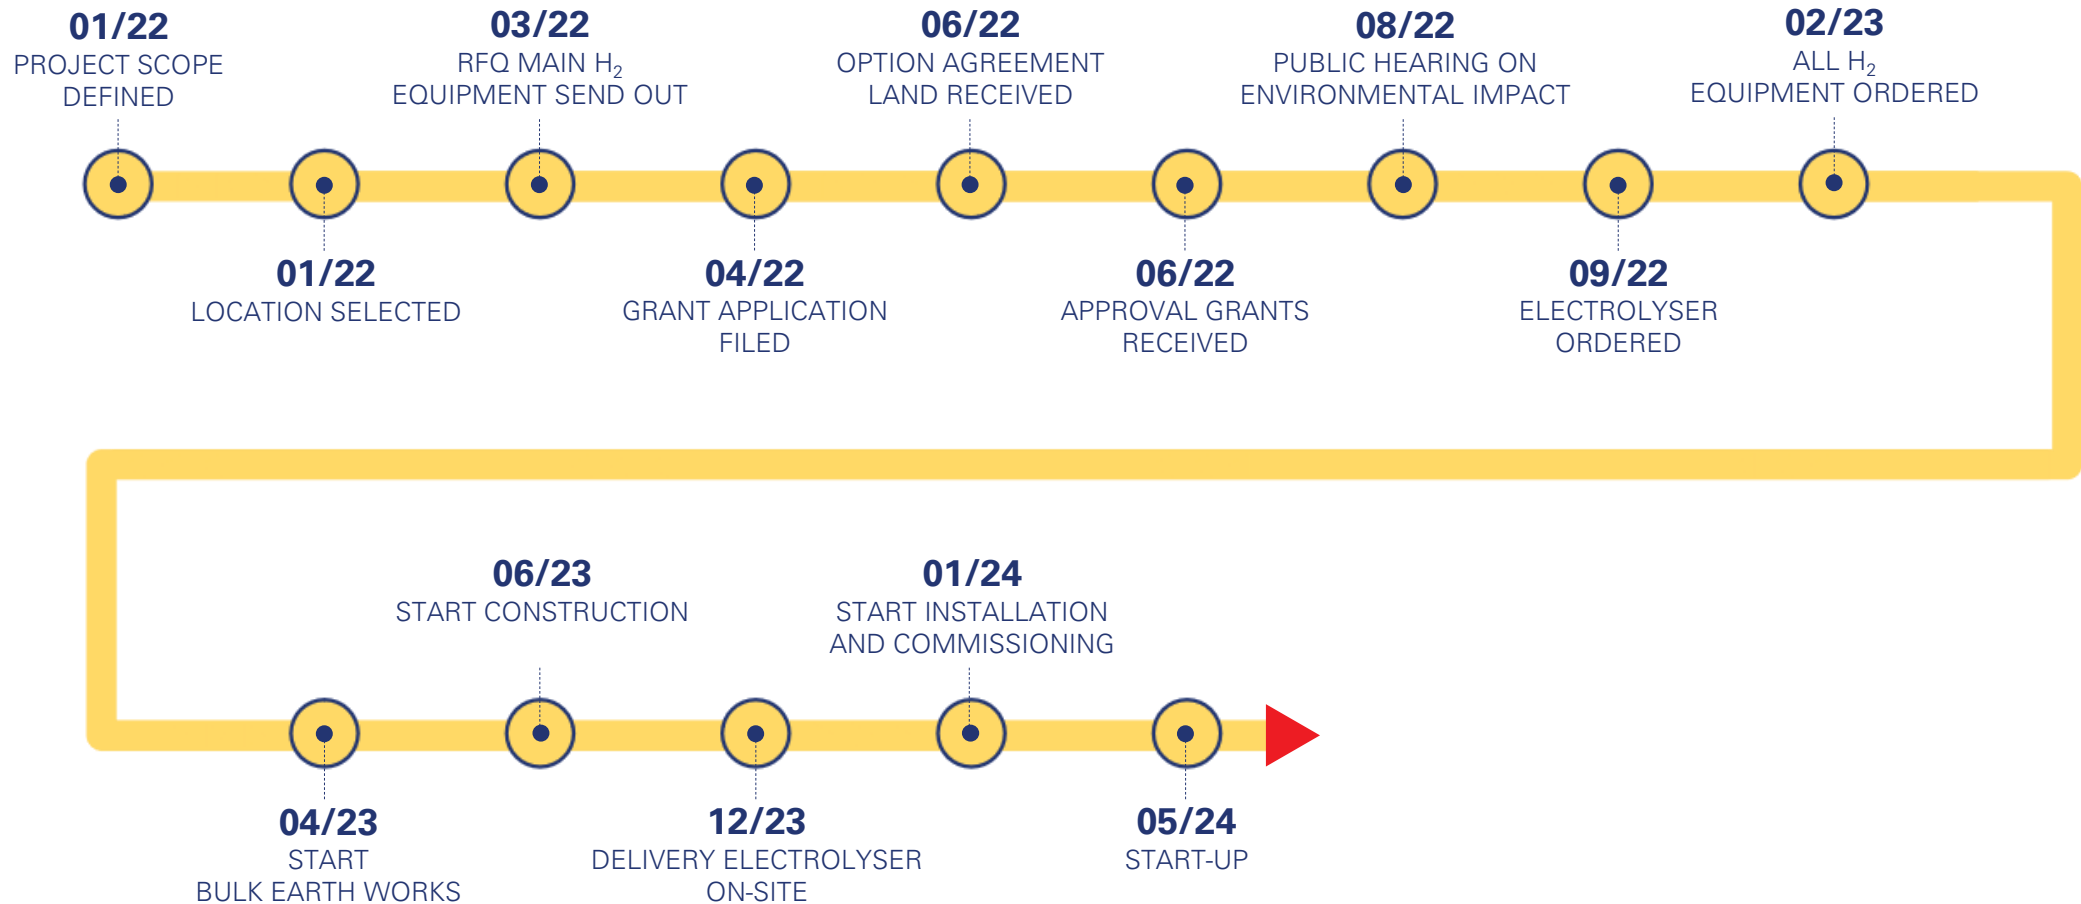 01/22
PROJECT SCOPE
DEFINED
01/22
LOCATION SELECTED
03/22
RFQ MAIN H₂
EQUIPMENT SEND OUT
04/22
GRANT APPLICATION
FILED
06/22
OPTION AGREEMENT
LAND RECEIVED
06/22
APPROVAL GRANTS
RECEIVED
08/22
PUBLIC HEARING ON
ENVIRONMENTAL IMPACT
09/22
ELECTROLYSER
ORDERED
02/23
ALL H₂
EQUIPMENT ORDERED
04/23
START
BULK EARTH WORKS
06/23
START CONSTRUCTION
12/23
DELIVERY ELECTROLYSER
ON-SITE
01/24
START INSTALLATION
AND COMMISSIONING
05/24
START-UP